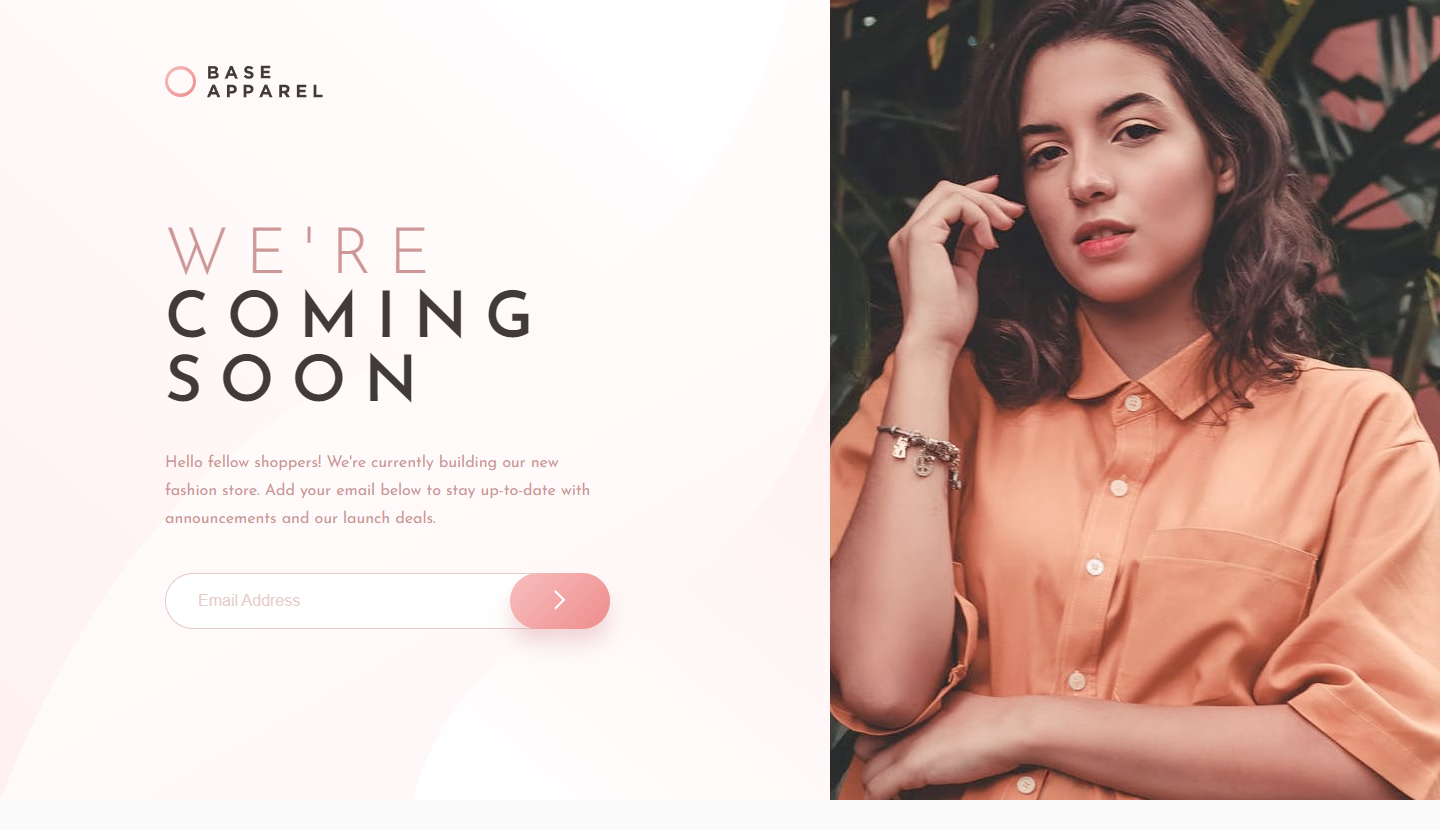 BASE
APPAREL
WE'RE
COMING
SOON
Hello fellow shoppers! We're currently building our new
fashion store. Add your email below to stay up-to-date with
announcements and our launch deals.
Email Address